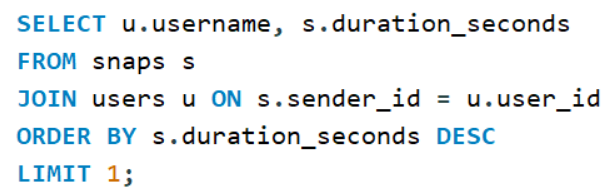 SELECT u.username, s.duration_seconds
FROM snaps s
JOIN users u ON s.sender_id = u.user_id
ORDER BY s.duration_seconds DESC
LIMIT 1;